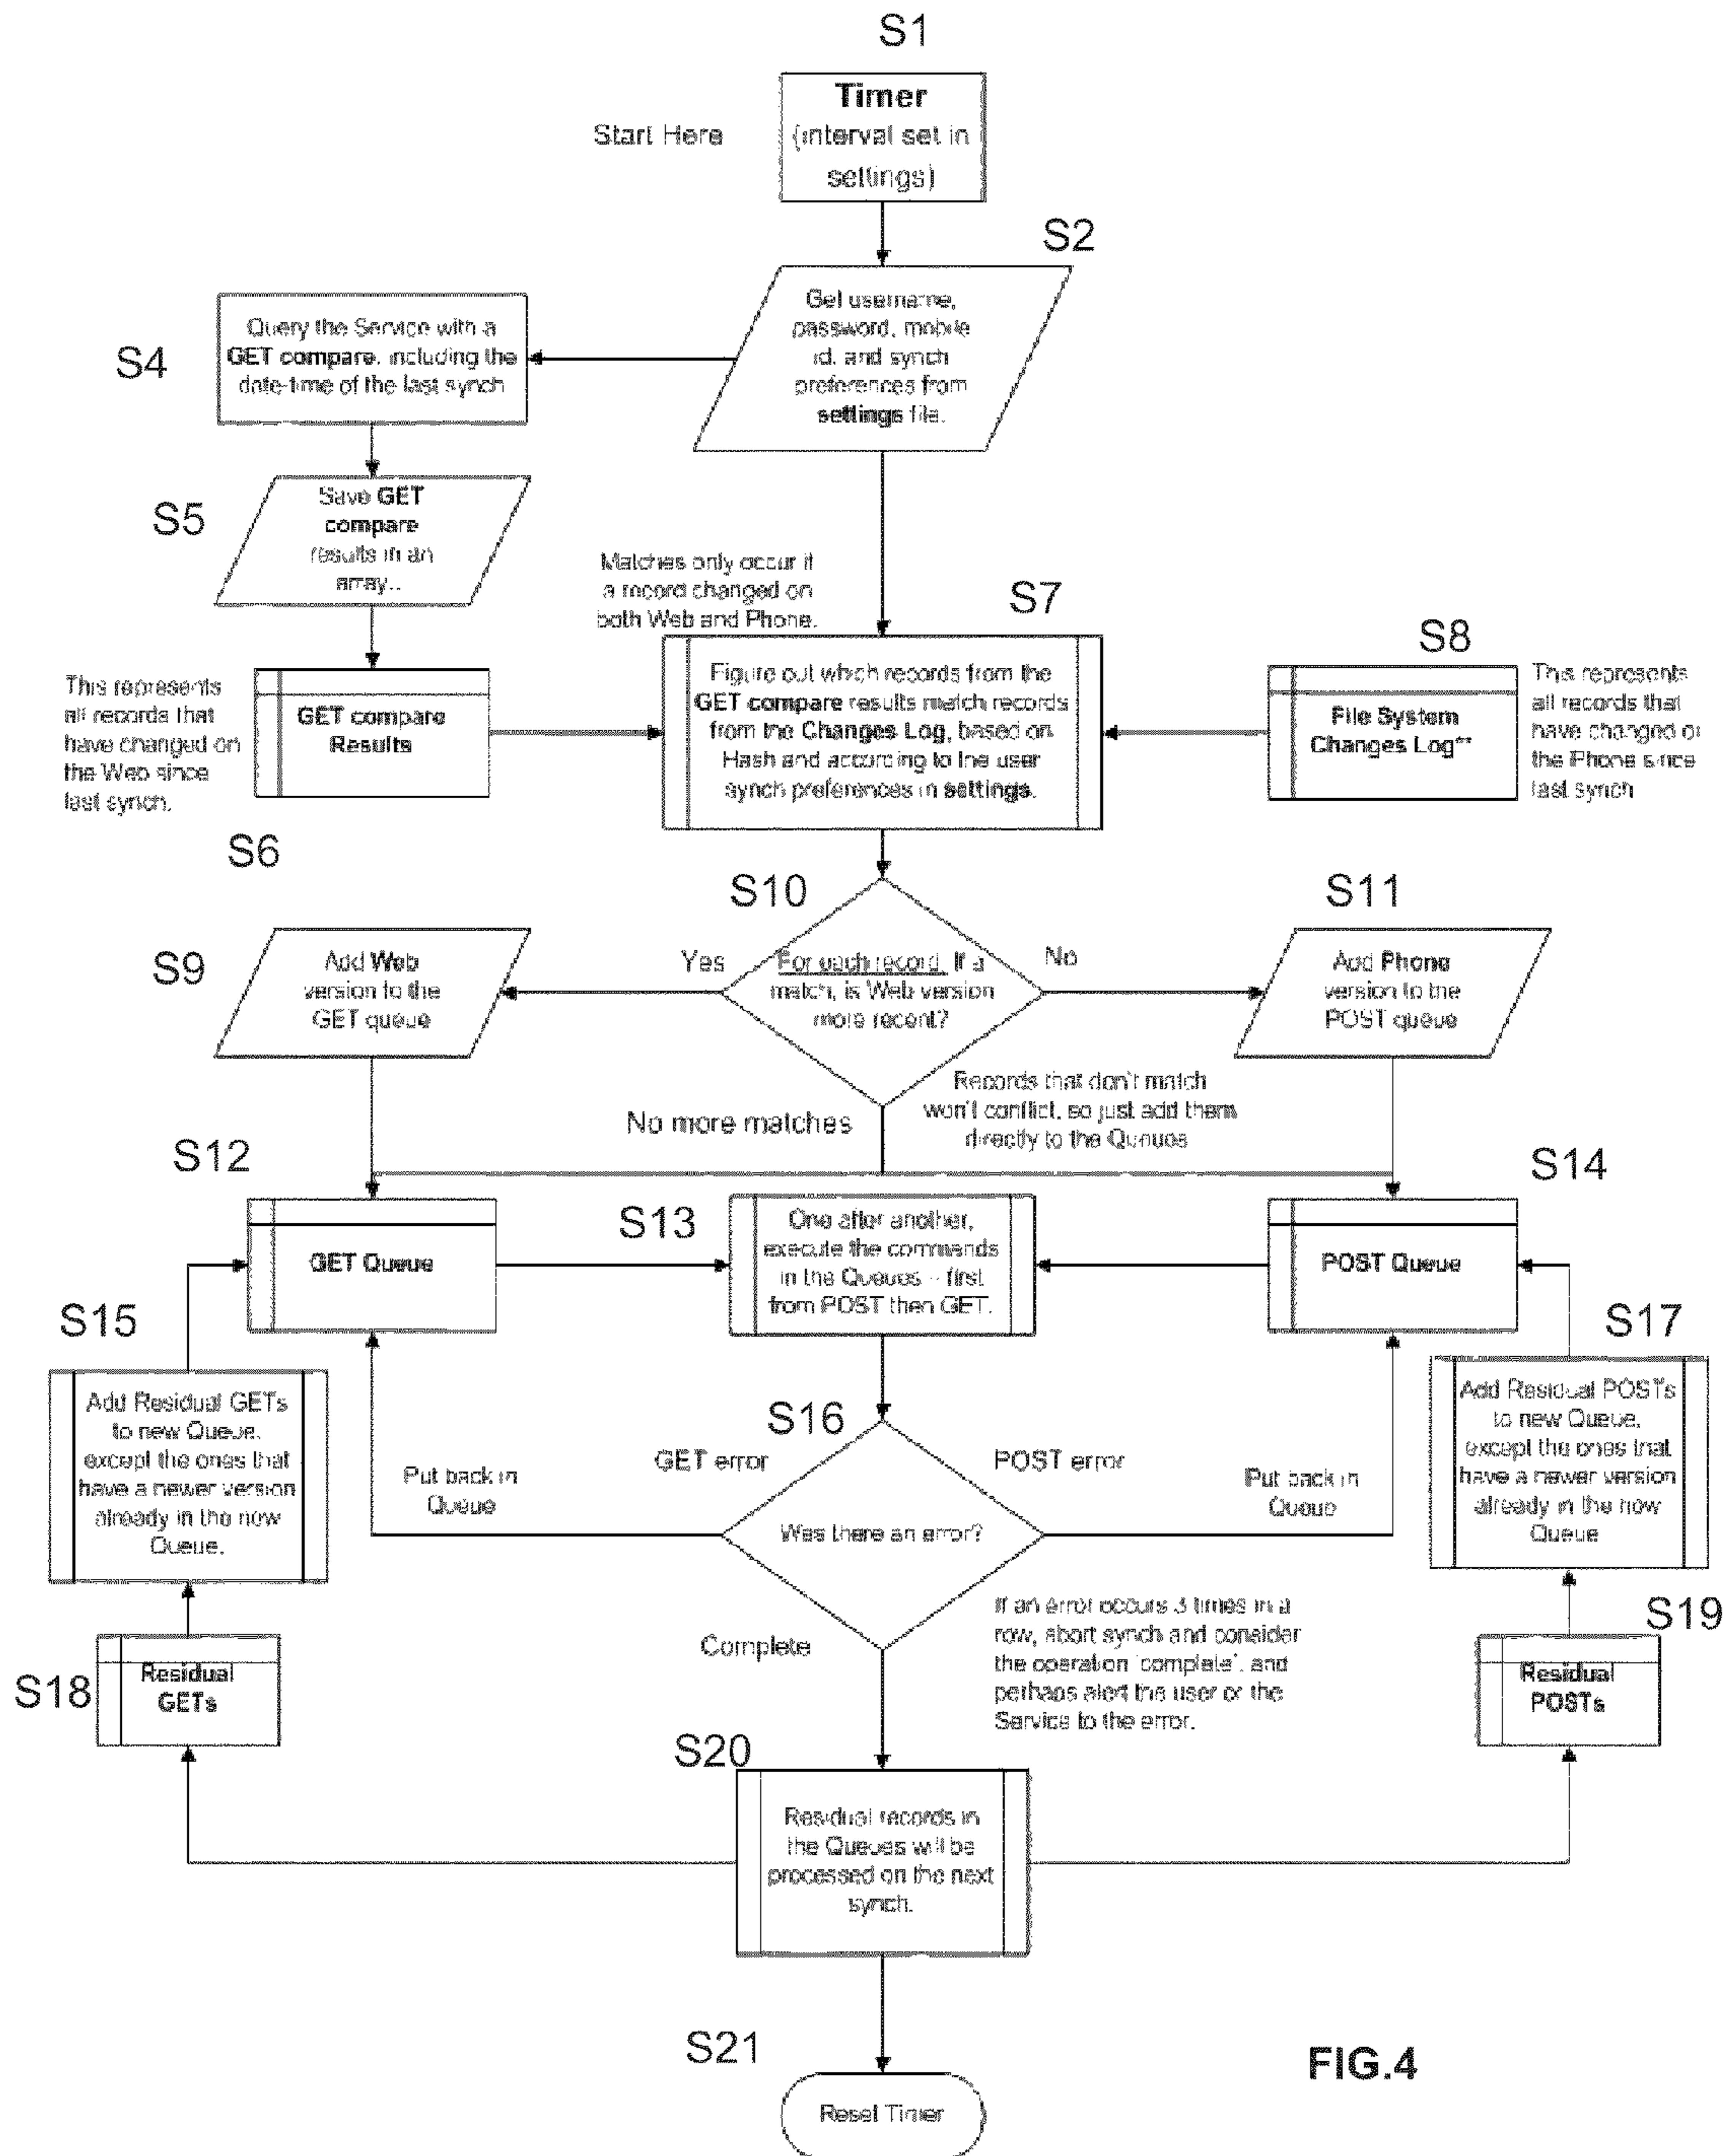 S1
Timer
(interval set in
settings)
Start Here
S2
Get username,
password, mobile
id, and synch
preferences from
settings file.
S4
Query the Service with a
GET compare, including the
date-time of the last synch
S5
Save GET
compare
results in an
array..
Matches only occur if
a record changed on
both Web and Phone.
S7
Figure out which records from the
GET compare results match records
from the Changes Log, based on
Hash and according to the user
synch preferences in settings.
S8
File System
Changes Log**
This represents
all records that
have changed on
the Phone since
last synch
This represents
all records that
have changed on
the Web since
last synch.
GET compare
Results
S6
S10
For each record. If a
match, is Web version
more recent?
Yes
No
S9
Add Web
version to the
GET queue
S11
Add Phone
version to the
POST queue
Records that don't match
won't conflict, so just add them
directly to the Queues
No more matches
S12
GET Queue
S13
One after another,
execute the commands
in the Queues - first
from POST then GET.
S14
POST Queue
S15
Add Residual GETs
to new Queue,
except the ones that
have a newer version
already in the new
Queue.
S16
GET error
POST error
Put back in
Queue
Was there an error?
Put back in
Queue
S17
Add Residual POSTs
to new Queue,
except the ones that
have a newer version
already in the new
Queue
Complete
If an error occurs 3 times in a
row, abort synch and consider
the operation 'complete', and
perhaps alert the user or the
Service to the error.
S18
Residual
GETs
S19
Residual
POSTs
S20
Residual records in
the Queues will be
processed on the next
synch.
S21
Reset Timer
FIG.4